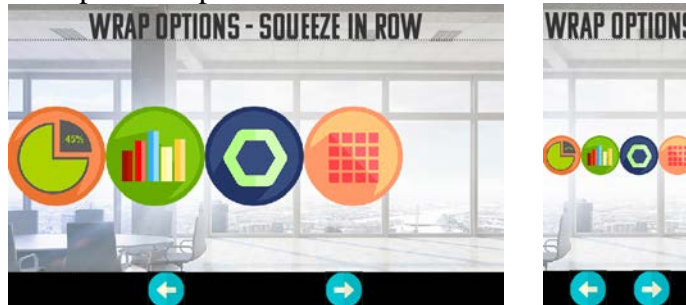 WRAP OPTIONS - SQUEEZE IN ROW
45%
WRAP OPTIONS